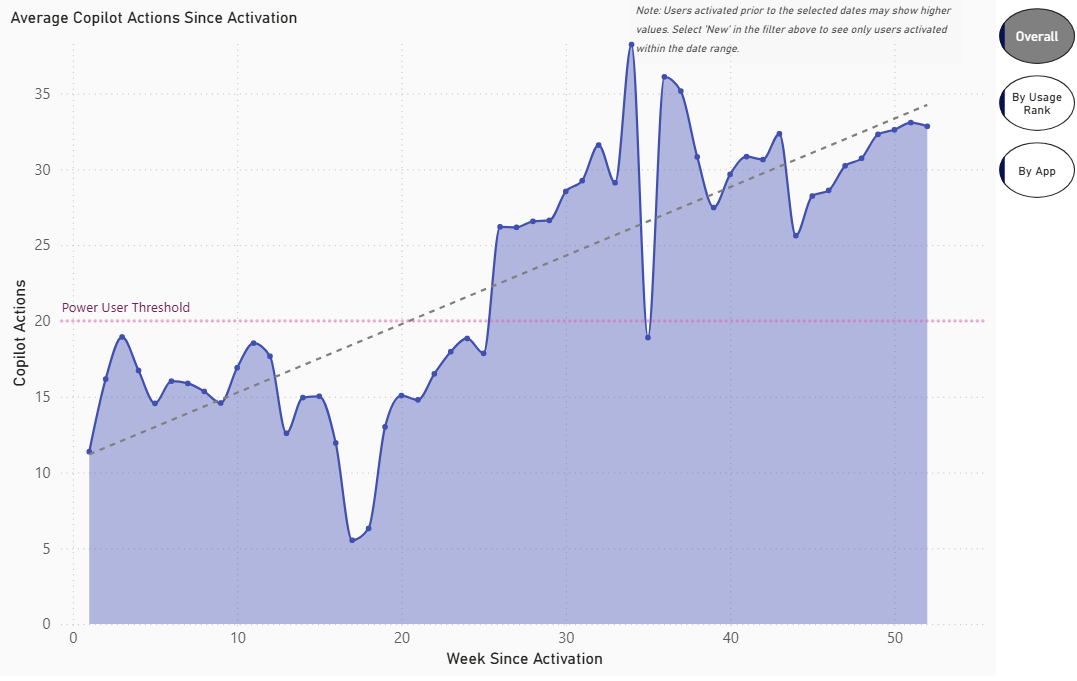 Average Copilot Actions Since Activation
Note: Users activated prior to the selected dates may show higher
values. Select 'New' in the filter above to see only users activated
within the date range.
Overall
By Usage
Rank
By App
Copilot Actions
35
30
25
Power User Threshold
20
15
10
5
0
0 10 20 30 40 50
Week Since Activation